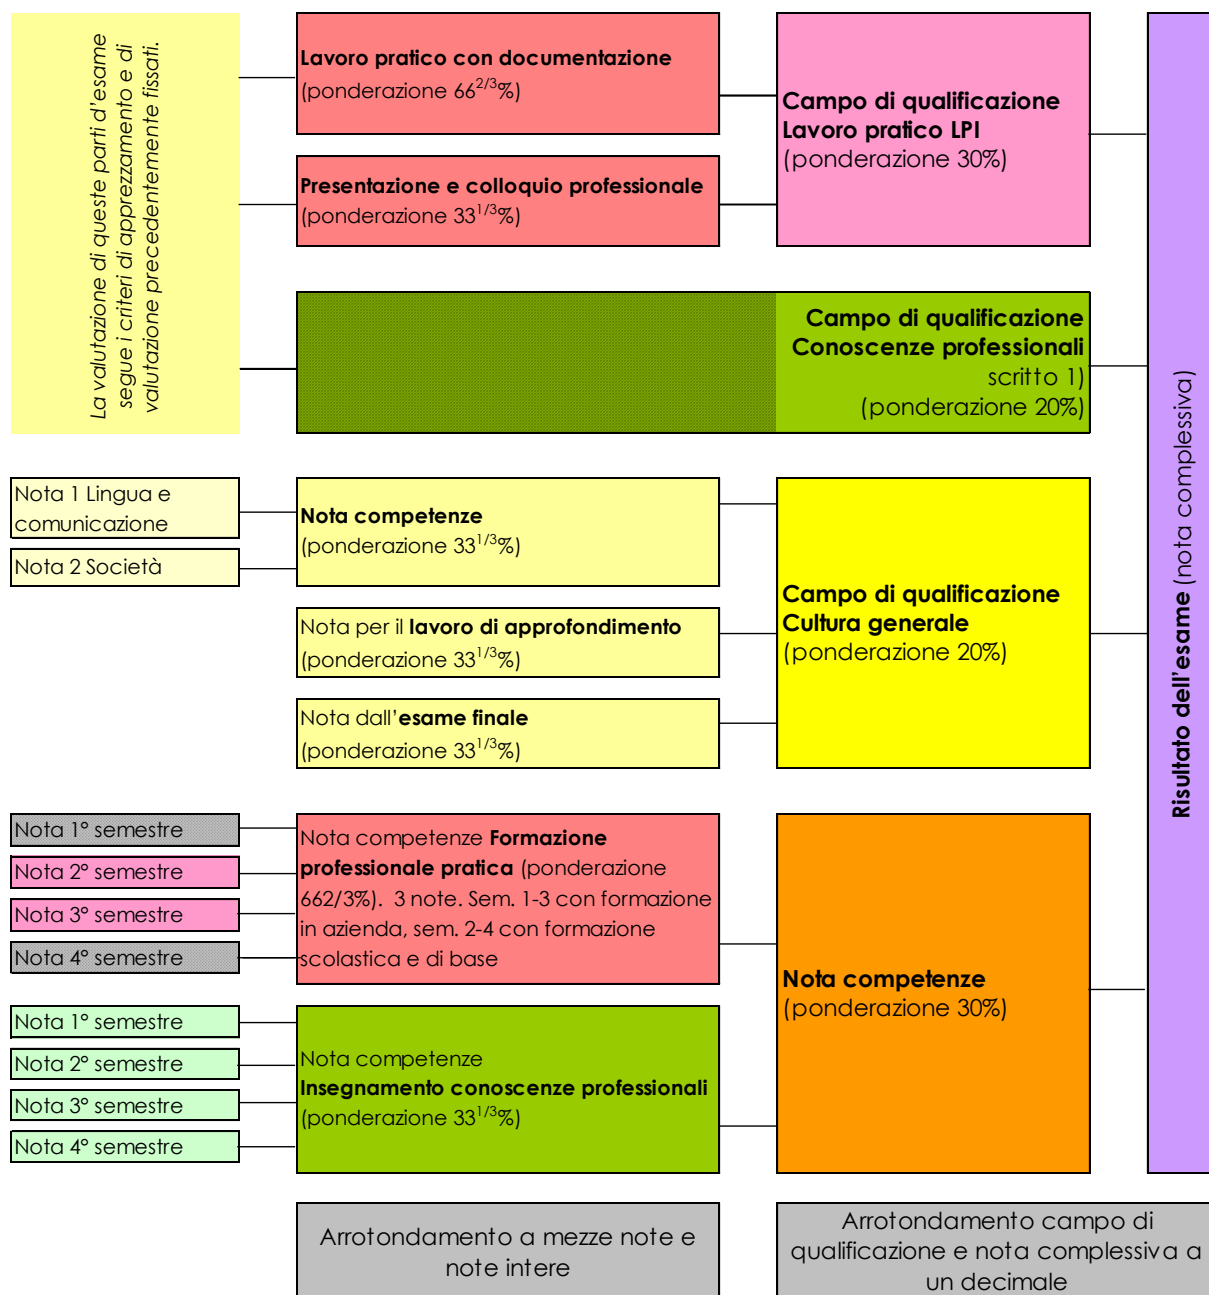 La valutazione di queste parti d'esame
segue i criteri di apprezzamento e di
valutazione precedentemente fissati.
Lavoro pratico con documentazione
(ponderazione 66^2/3%)
Presentazione e colloquio professionale
(ponderazione 33^1/3%)
Campo di qualificazione
Lavoro pratico LPI
(ponderazione 30%)
Campo di qualificazione
Conoscenze professionali
scritto 1)
(ponderazione 20%)
Nota 1 Lingua e
comunicazione
Nota 2 Società
Nota competenze
(ponderazione 33^1/3%)
Nota per il lavoro di approfondimento
(ponderazione 33^1/3%)
Nota dall'esame finale
(ponderazione 33^1/3%)
Campo di qualificazione
Cultura generale
(ponderazione 20%)
Nota 1° semestre
Nota 2° semestre
Nota 3° semestre
Nota 4° semestre
Nota competenze Formazione
professionale pratica (ponderazione
662/3%). 3 note. Sem. 1-3 con formazione
in azienda, sem. 2-4 con formazione
scolastica e di base
Nota 1° semestre
Nota 2° semestre
Nota 3° semestre
Nota 4° semestre
Nota competenze
Insegnamento conoscenze professionali
(ponderazione 33^1/3%)
Nota competenze
(ponderazione 30%)
Risultato dell'esame (nota complessiva)
Arrotondamento a mezze note e
note intere
Arrotondamento campo di
qualificazione e nota complessiva a
un decimale